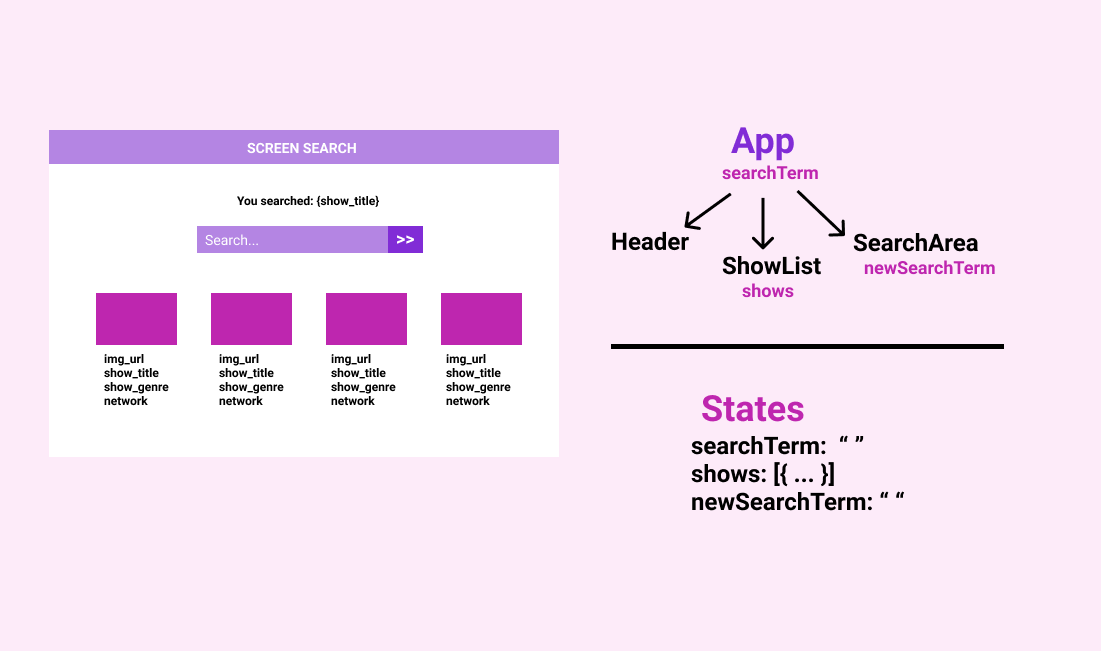 SCREEN SEARCH
You searched: {show_title}
Search...
>>
img_url
show_title
show_genre
network
img_url
show_title
show_genre
network
img_url
show_title
show_genre
network
img_url
show_title
show_genre
network
App
searchTerm
Header
ShowList
shows
SearchArea
newSearchTerm
States
searchTerm: “ ”
shows: [{ ... }]
newSearchTerm: “ “